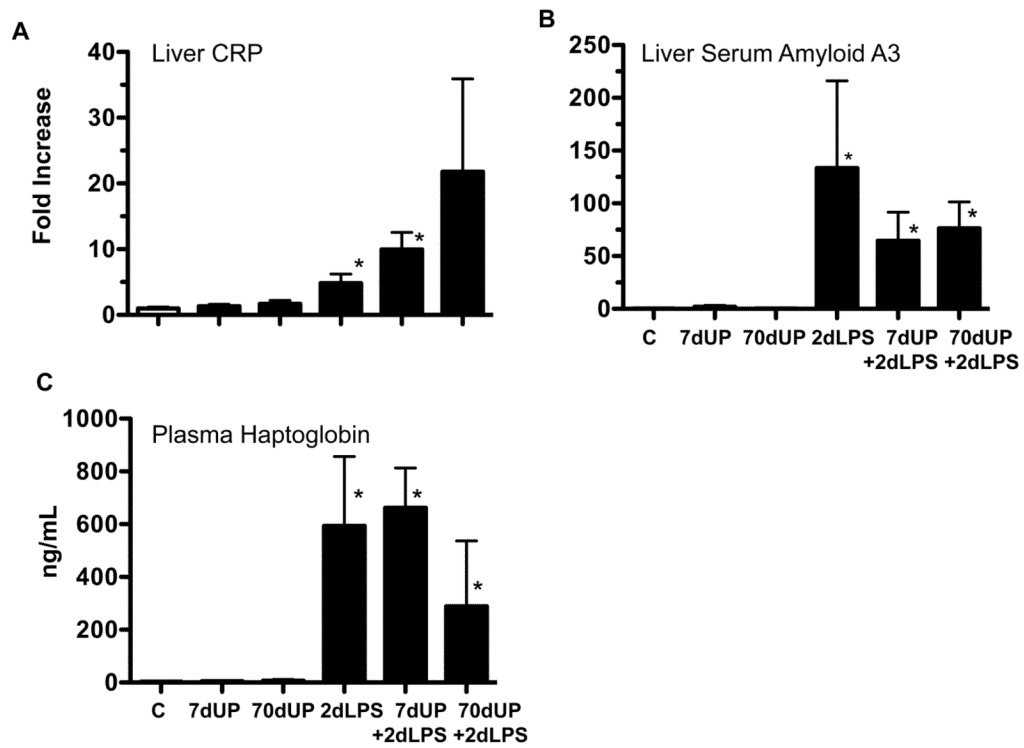 A
Liver CRP
Fold Increase
40
30
20
10
0
*
*
B
Liver Serum Amyloid A3
250
200
150
100
50
0
*
*
*
C 7dUP 70dUP 2dLPS 7dUP 70dUP
+2dLPS +2dLPS
C
Plasma Haptoglobin
ng/mL
1000
800
600
400
200
0
*
*
*
C 7dUP 70dUP 2dLPS 7dUP 70dUP
+2dLPS +2dLPS